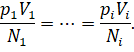 p₁V₁/N₁ = ⋯ = pᵢVᵢ/Nᵢ.